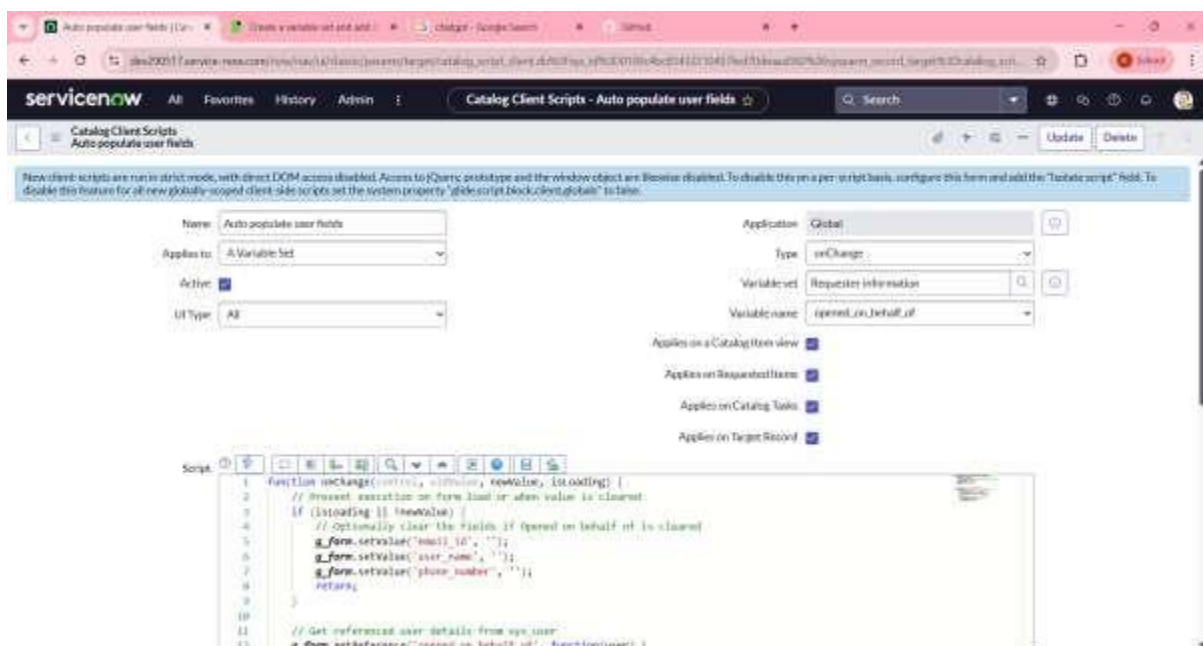 Auto populate user fields | Ca
Create a variable set and add
chatgpt - Google Search
GitHub
School
servicenow
All Favorites History Admin
Catalog Client Scripts - Auto populate user fields
Search
Catalog Client Scripts
Auto populate user fields
Update Delete
New client-scripts are run in strict mode, with direct DOM access disabled. Access to jQuery, prototype and the window object are likewise disabled. To disable this on a per-script basis, configure this form and add the "Isolate script" field. To
disable this feature for all new globally-scoped client-side scripts set the system property "glide.script.block.client.globals" to false.
Name Auto populate user fields
Application Global
Applies to A Variable Set
Type onChange
Active
Variable set Requester information
UI Type All
Variable name opened_on_behalf_of
Applies on a Catalog Item view
Applies on Requested Items
Applies on Catalog Tasks
Applies on Target Record
Script
1 function onChange(control, oldValue, newValue, isLoading) {
2 // Prevent execution on form load or when value is cleared
3 if (isLoading || !newValue) {
4 // Optionally clear the fields if Opened on behalf of is cleared
5 g_form.setValue('email_id', '');
6 g_form.setValue('user_name', '');
7 g_form.setValue('phone_number', '');
8 return;
9 }
10
11 // Get referenced user details from sys_user
12 g_form.getReference('opened_on_behalf_of', function(user) {